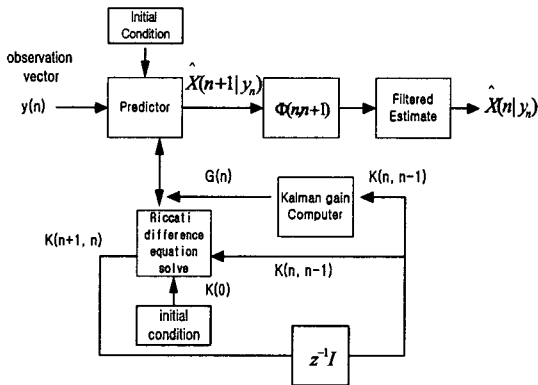 Initial
Condition
observation
vector
y(n)
Predictor
X̂(n+1|yₙ)
Φ(n,n+1)
Filtered
Estimate
X̂(n|yₙ)
G(n)
Kalman gain
Computer
K(n, n-1)
Riccati
difference
equation
solve
K(n+1, n)
K(n, n-1)
K(0)
initial
condition
z⁻¹I